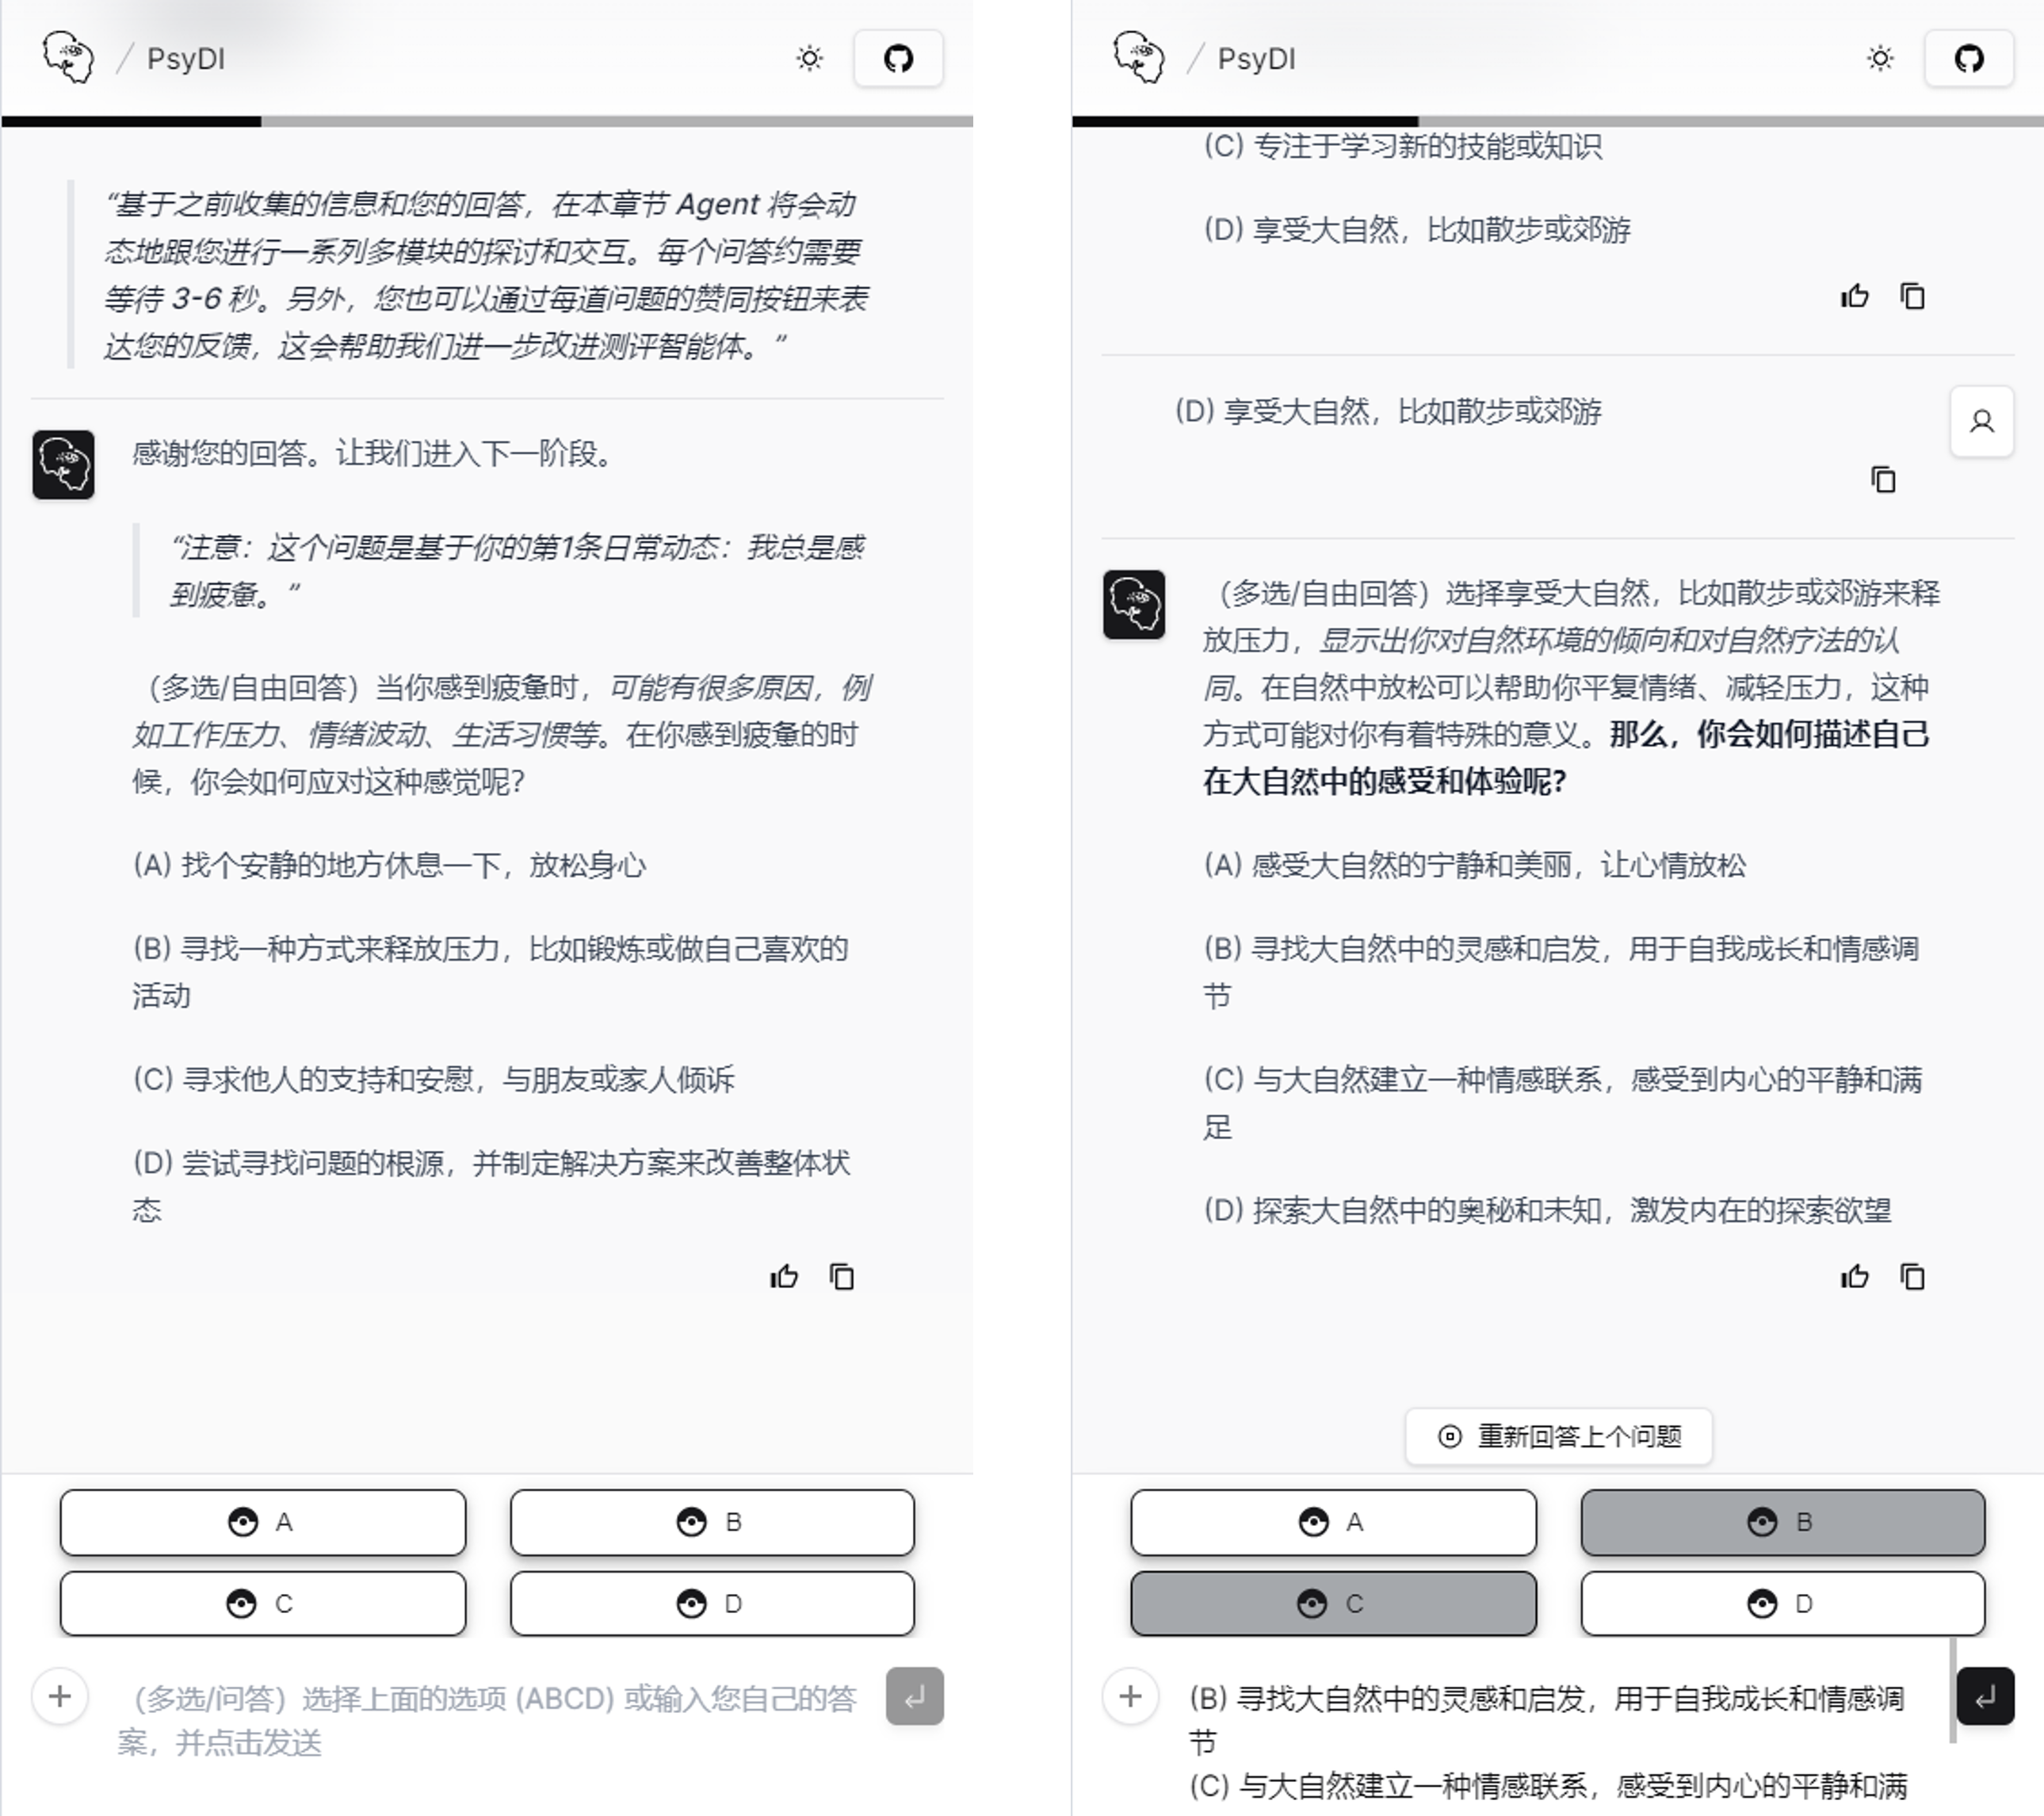 PsyDI
“基于之前收集的信息和您的回答，在本章节 Agent 将会动
态地跟您进行一系列多模块的探讨和交互。每个问答约需要
等待 3-6 秒。另外，您也可以通过每道问题的赞同按钮来表
达您的反馈，这会帮助我们进一步改进测评智能体。”
感谢您的回答。让我们进入下一阶段。
“注意：这个问题是基于你的第1条日常动态：我总是感
到疲惫。”
（多选/自由回答）当你感到疲惫时，可能有很多原因，例
如工作压力、情绪波动、生活习惯等。在你感到疲惫的时
候，你会如何应对这种感觉呢?
(A) 找个安静的地方休息一下，放松身心
(B) 寻找一种方式来释放压力，比如锻炼或做自己喜欢的
活动
(C) 寻求他人的支持和安慰，与朋友或家人倾诉
(D) 尝试寻找问题的根源，并制定解决方案来改善整体状
态
A
B
C
D
（多选/问答）选择上面的选项 (ABCD) 或输入您自己的答
案，并点击发送
PsyDI
(C) 专注于学习新的技能或知识
(D) 享受大自然，比如散步或郊游
(D) 享受大自然，比如散步或郊游
（多选/自由回答）选择享受大自然，比如散步或郊游来释
放压力，显示出你对自然环境的倾向和对自然疗法的认
同。在自然中放松可以帮助你平复情绪、减轻压力，这种
方式可能对你有着特殊的意义。那么，你会如何描述自己
在大自然中的感受和体验呢?
(A) 感受大自然的宁静和美丽，让心情放松
(B) 寻找大自然中的灵感和启发，用于自我成长和情感调
节
(C) 与大自然建立一种情感联系，感受到内心的平静和满
足
(D) 探索大自然中的奥秘和未知，激发内在的探索欲望
重新回答上个问题
A
B
C
D
(B) 寻找大自然中的灵感和启发，用于自我成长和情感调
节
(C) 与大自然建立一种情感联系，感受到内心的平静和满